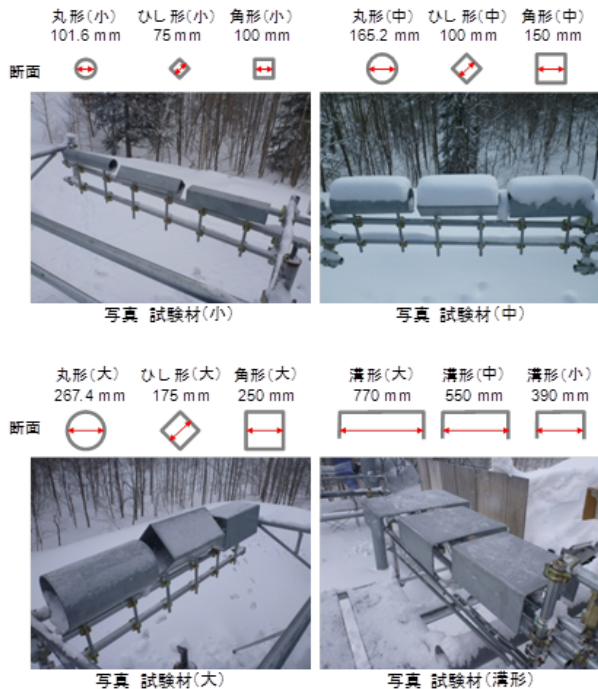 丸形(小) ひし形(小) 角形(小)
101.6 mm 75 mm 100 mm
丸形(中) ひし形(中) 角形(中)
165.2 mm 100 mm 150 mm
断面
写真 試験材(小)
写真 試験材(中)
丸形(大) ひし形(大) 角形(大)
267.4 mm 175 mm 250 mm
溝形(大) 溝形(中) 溝形(小)
770 mm 550 mm 390 mm
断面
写真 試験材(大)
写真 試験材(溝形)